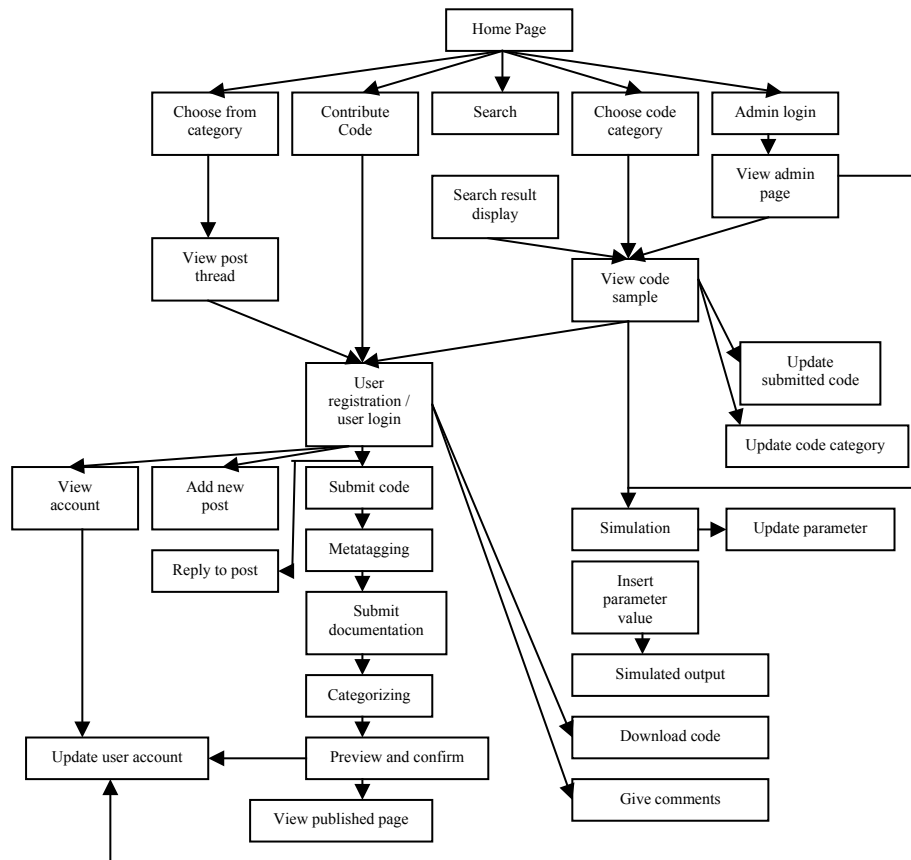 Home Page
Choose from
category
Contribute
Code
Search
Choose code
category
Admin login
View admin
page
Search result
display
View post
thread
View code
sample
Update
submitted code
User
registration /
user login
Update code category
View
account
Add new
post
Submit code
Simulation
Update parameter
Metatagging
Reply to post
Insert
parameter
value
Submit
documentation
Simulated output
Categorizing
Download code
Update user account
Preview and confirm
Give comments
View published page